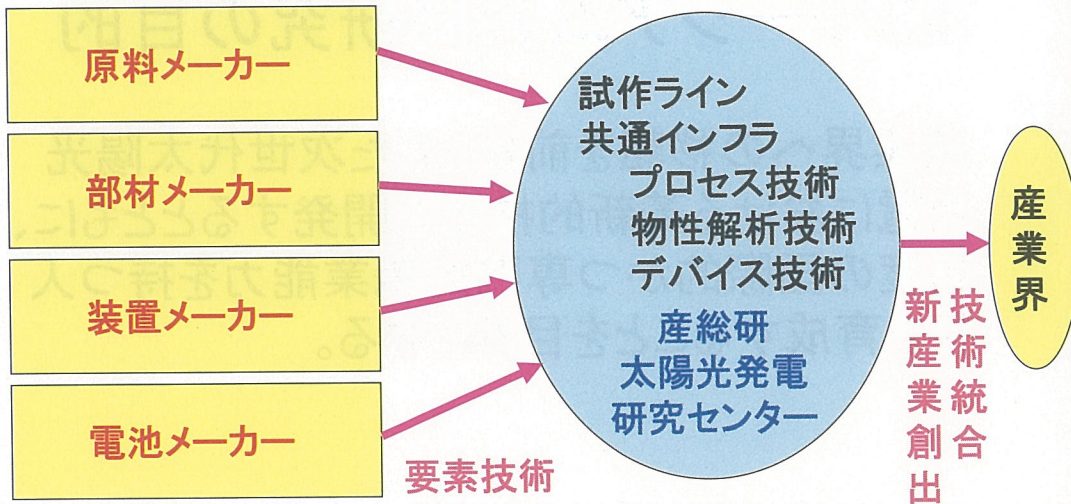 原料メーカー
部材メーカー
装置メーカー
電池メーカー
要素技術
試作ライン
共通インフラ
プロセス技術
物性解析技術
デバイス技術
産総研
太陽光発電
研究センター
技術統合
新産業創出
産業界